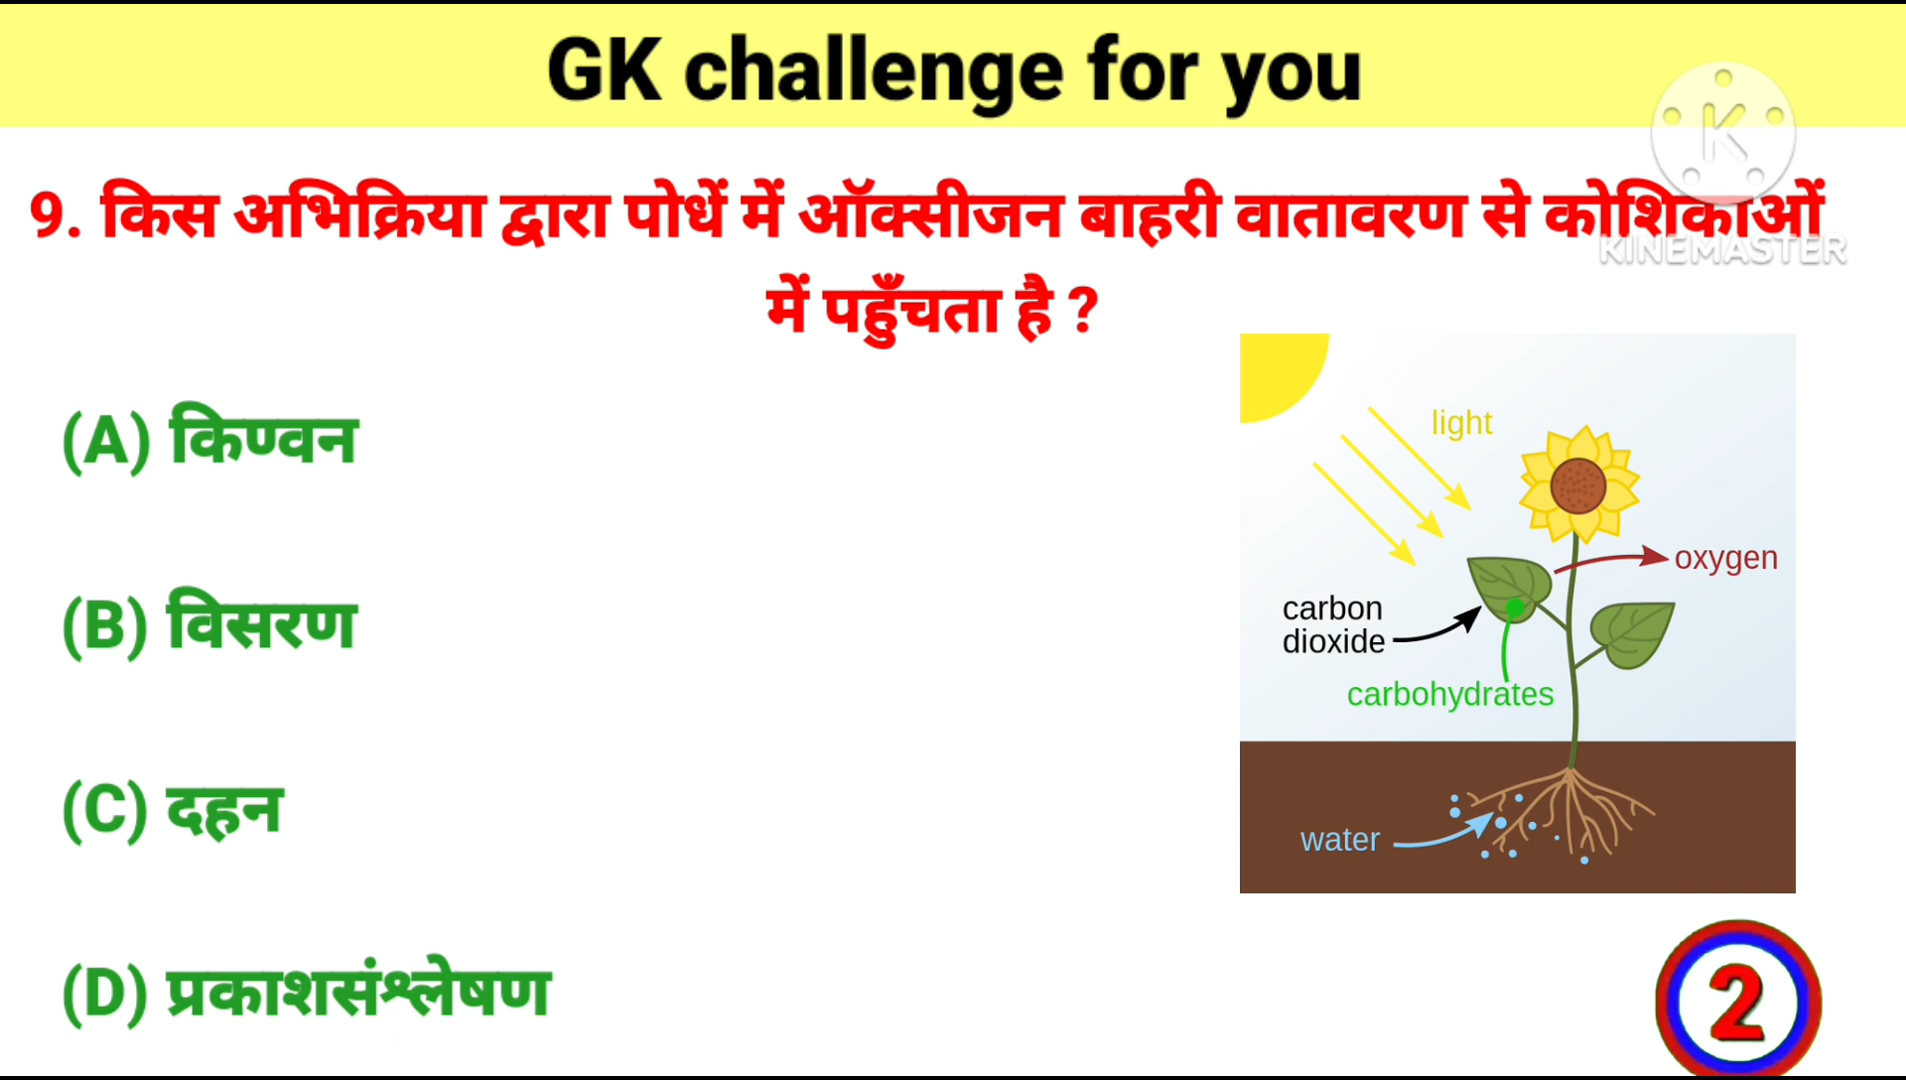 GK challenge for you
K
KINEMASTER
9. किस अभिक्रिया द्वारा पोधें में ऑक्सीजन बाहरी वातावरण से कोशिकाओं
में पहुँचता है ?
(A) किण्वन
(B) विसरण
(C) दहन
(D) प्रकाशसंश्लेषण
light
oxygen
carbon
dioxide
carbohydrates
water
2